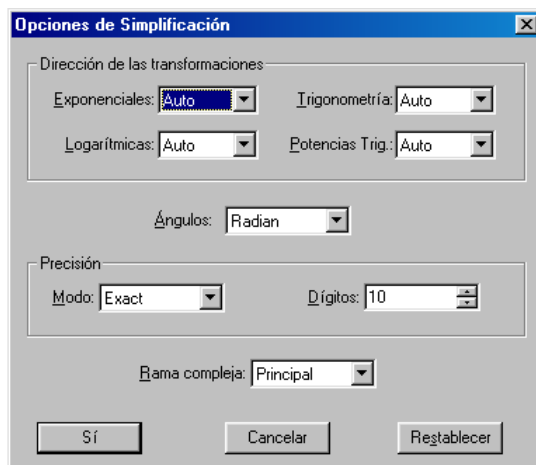 Opciones de Simplificación
Dirección de las transformaciones
Exponenciales: Auto Trigonometría: Auto
Logarítmicas: Auto Potencias Trig.: Auto
Ángulos: Radian
Precisión
Modo: Exact Dígitos: 10
Rama compleja: Principal
Sí Cancelar Restablecer